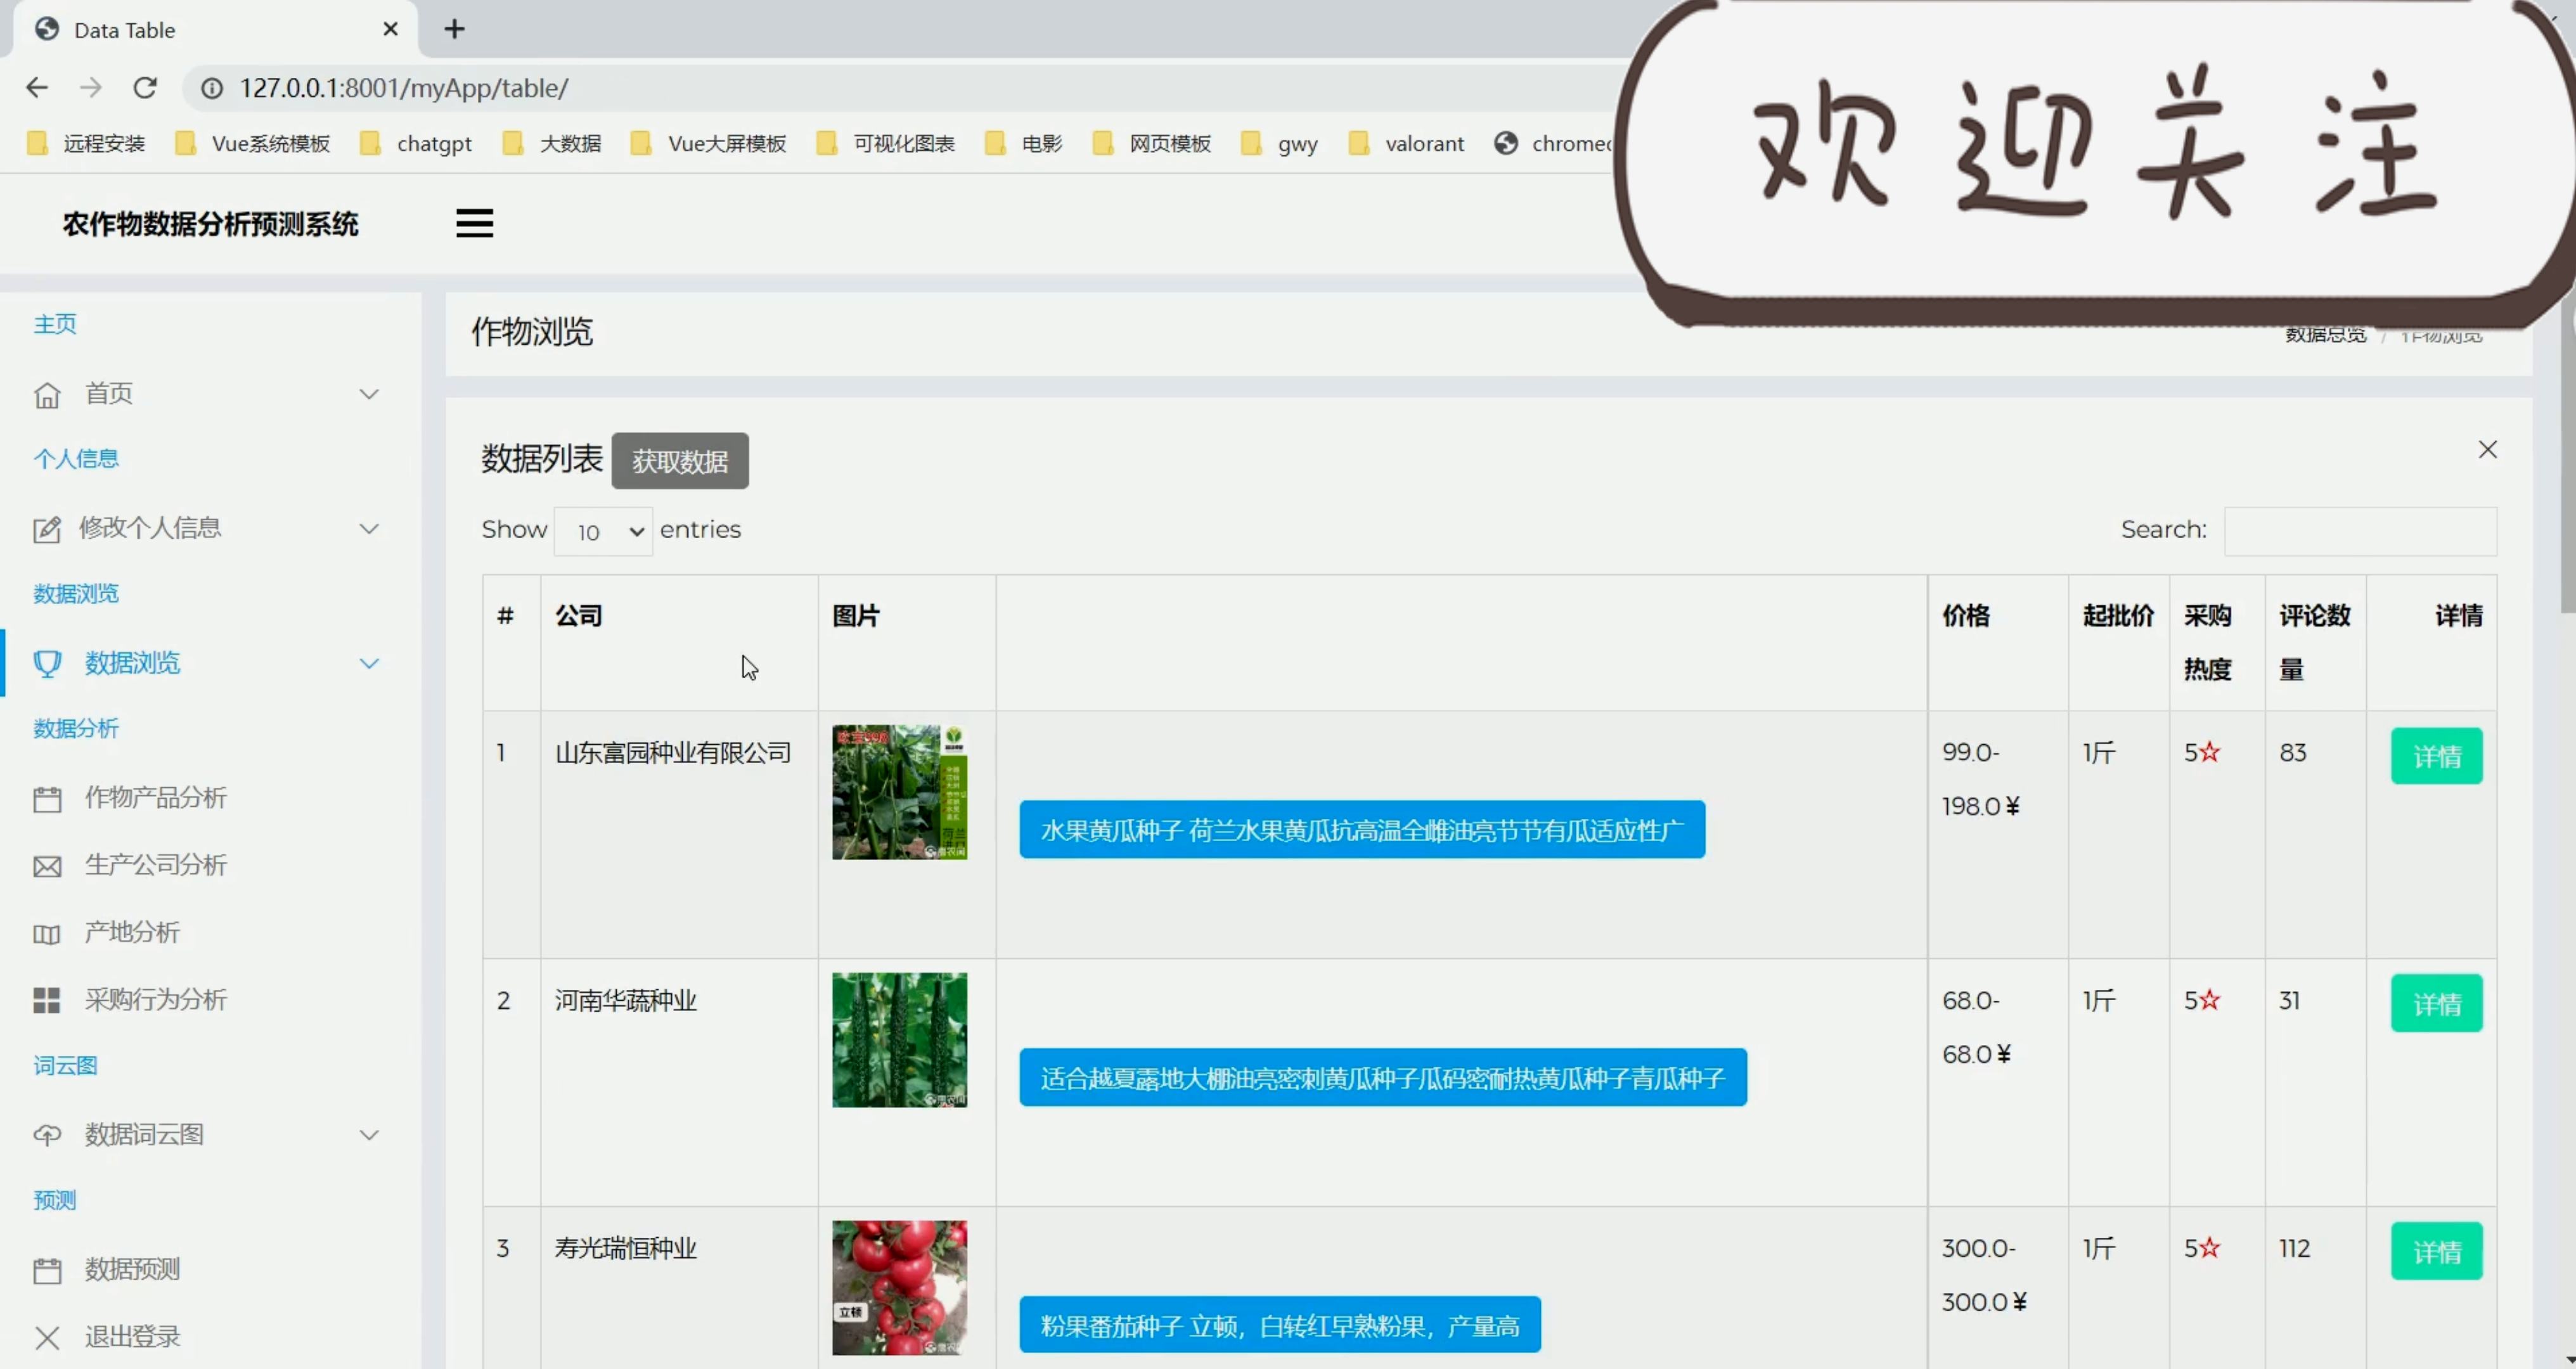 Data Table
127.0.0.1:8001/myApp/table/
远程安装 Vue系统模板 chatgpt 大数据 Vue大屏模板 可视化图表 电影 网页模板 gwy valorant
欢迎关注
农作物数据分析预测系统
主页
首页
个人信息
修改个人信息
数据浏览
数据浏览
数据分析
作物产品分析
生产公司分析
产地分析
采购行为分析
词云图
数据词云图
预测
数据预测
退出登录
作物浏览
数据总览 / 作物浏览
数据列表 获取数据
Show 10 entries
Search:
# 公司 图片 价格 起批价 采购热度 评论数量 详情
1 山东富园种业有限公司 水果黄瓜种子 荷兰水果黄瓜抗高温全雌油亮节节有瓜适应性广 99.0-198.0¥ 1斤 5☆ 83 详情
2 河南华蔬种业 适合越夏露地大棚油亮密刺黄瓜种子瓜码密耐热黄瓜种子青瓜种子 68.0-68.0¥ 1斤 5☆ 31 详情
3 寿光瑞恒种业 立顿 粉果番茄种子 立顿，白转红早熟粉果，产量高 300.0-300.0¥ 1斤 5☆ 112 详情